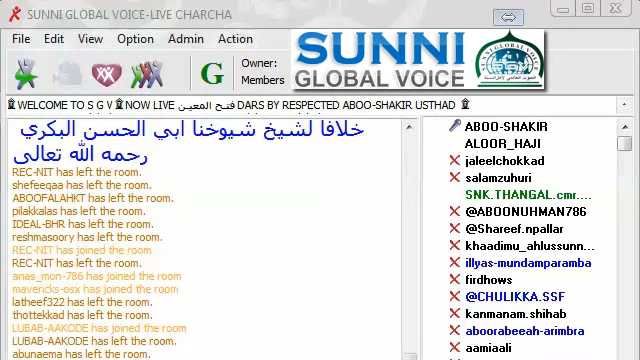 SUNNI GLOBAL VOICE-LIVE CHARCHA
File Edit View Option Admin Action
SUNNI
GLOBAL VOICE
G
Owner:
Members
WELCOME TO S G V NOW LIVE فتح المعين DARS BY RESPECTED ABOO-SHAKIR USTHAD
خلافا لشيخ شيوخنا ابي الحسن البكري
رحمه الله تعالى
REC-NIT has left the room.
shefeeqaa has left the room.
ABOOFALAHKT has left the room.
pilakkalas has left the room.
IDEAL-BHR has left the room.
reshmasoory has left the room.
REC-NIT has joined the room
REC-NIT has left the room.
anas_mon-786 has joined the room
mavericks-osx has joined the room
latheef322 has left the room.
thottekkad has left the room.
LUBAB-AAKODE has joined the room
LUBAB-AAKODE has left the room.
abunaema has left the room.
ABOO-SHAKIR
ALOOR_HAJI
jaleelchokkad
salamzuhuri
SNK.THANGAL.cmr....
@ABOONUHMAN786
@Shareef.npallar
khaadimu_ahlussunn...
illyas-mundamparamba
firdhows
@CHULIKKA.SSF
kanmanam.shihab
aboorabeeah-arimbra
aamiaali